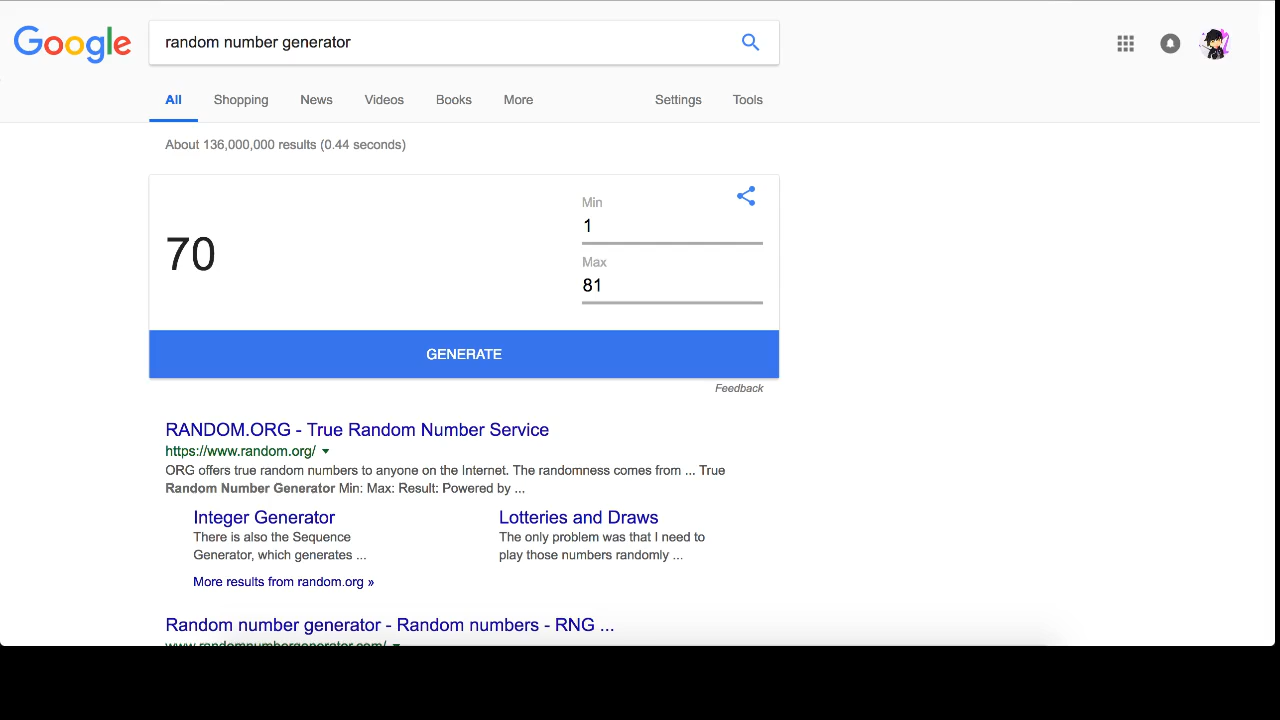 Google
random number generator
All Shopping News Videos Books More Settings Tools
About 136,000,000 results (0.44 seconds)
Min
1
70
Max
81
GENERATE
Feedback
RANDOM.ORG - True Random Number Service
https://www.random.org/
ORG offers true random numbers to anyone on the Internet. The randomness comes from ... True
Random Number Generator Min: Max: Result: Powered by ...
Integer Generator
There is also the Sequence
Generator, which generates ...
Lotteries and Draws
The only problem was that I need to
play those numbers randomly ...
More results from random.org »
Random number generator - Random numbers - RNG ...
www.randomnumbergenerator.com/